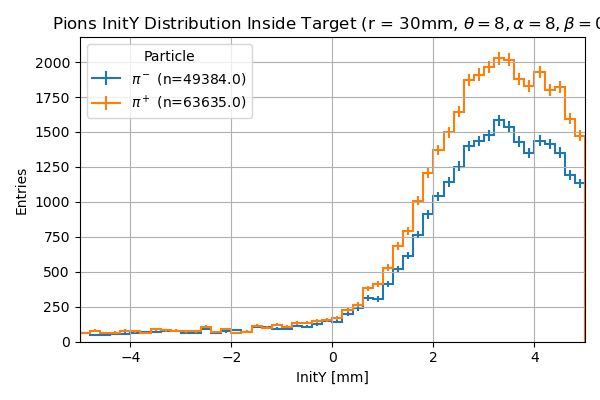 Pions InitY Distribution Inside Target (r = 30mm, θ = 8, α = 8, β = 0
Particle
π⁻ (n=49384.0)
π⁺ (n=63635.0)
Entries
2000
1750
1500
1250
1000
750
500
250
0
−4 −2 0 2 4
InitY [mm]